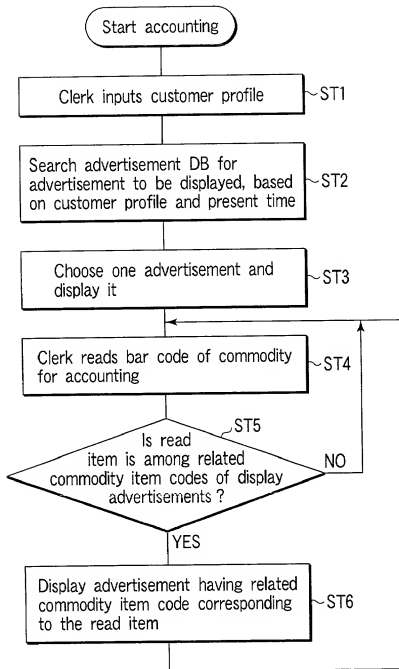 Start accounting
Clerk inputs customer profile
ST1
Search advertisement DB for
advertisement to be displayed, based
on customer profile and present time
ST2
Choose one advertisement and
display it
ST3
Clerk reads bar code of commodity
for accounting
ST4
ST5
Is read
item is among related
commodity item codes of display
advertisements ?
NO
YES
Display advertisement having related
commodity item code corresponding
to the read item
ST6